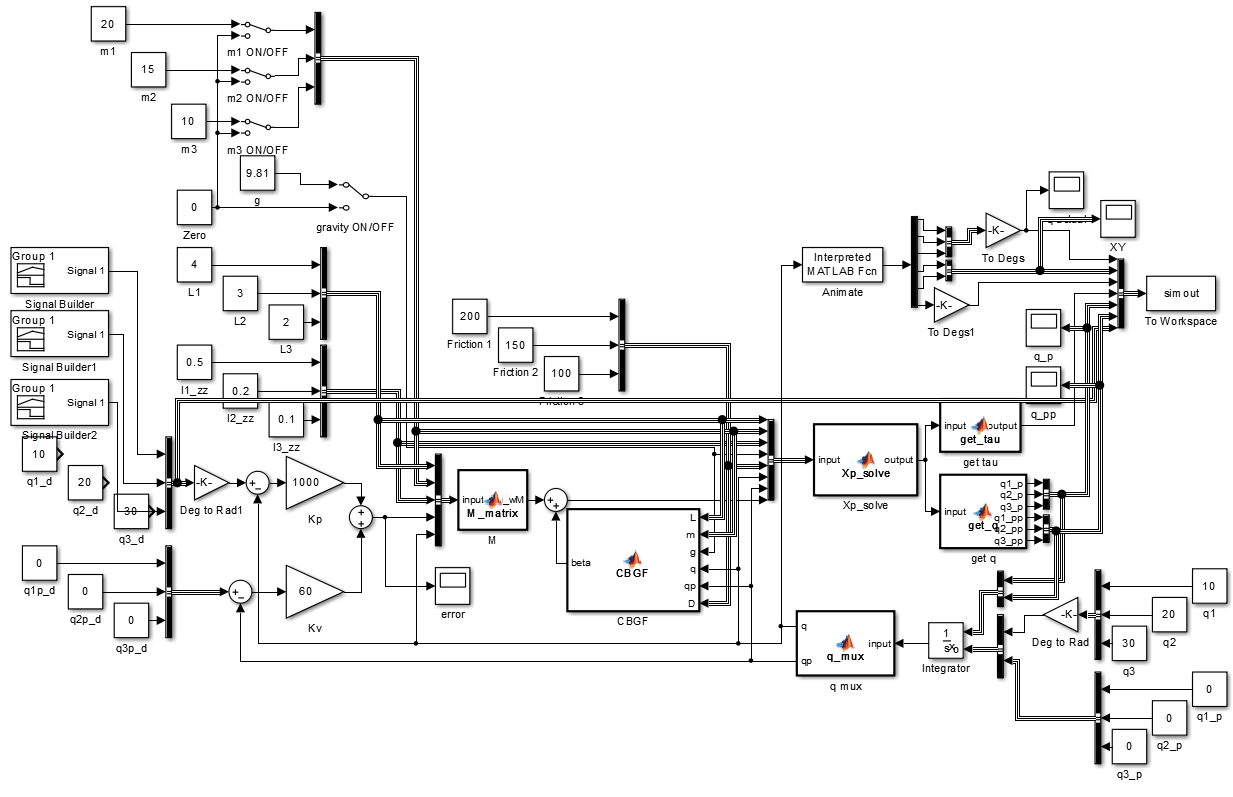 20
m1
m1 ON/OFF
15
m2
m2 ON/OFF
10
m3
m3 ON/OFF
9.81
g
0
Zero
gravity ON/OFF
Group 1
Signal 1
Signal Builder
Group 1
Signal 1
Signal Builder1
Group 1
Signal 1
Signal Builder2
4
L1
3
L2
2
L3
0.5
I1_zz
0.2
I2_zz
0.1
I3_zz
200
Friction 1
150
Friction 2
100
10
q1_d
20
q2_d
30
q3_d
-K-
Deg to Rad1
+
−
1000
Kp
+
+
0
q1p_d
0
q2p_d
0
q3p_d
+
−
60
Kv
error
input
M_matrix
M
+
+
beta
CBGF
L
m
g
q
qp
D
CBGF
Interpreted
MATLAB Fcn
Animate
-K-
To Degs
-K-
To Degs1
XY
sim out
To Workspace
q_p
q_pp
input
Xp_solve
output
Xp_solve
input
output
get_tau
get tau
input
q1_p
q2_p
q3_p
q1_pp
q2_pp
q3_pp
get q
q
qp
q_mux
input
q mux
1
s
xo
Integrator
-K-
Deg to Rad
10
q1
20
q2
30
q3
0
q1_p
0
q2_p
0
q3_p